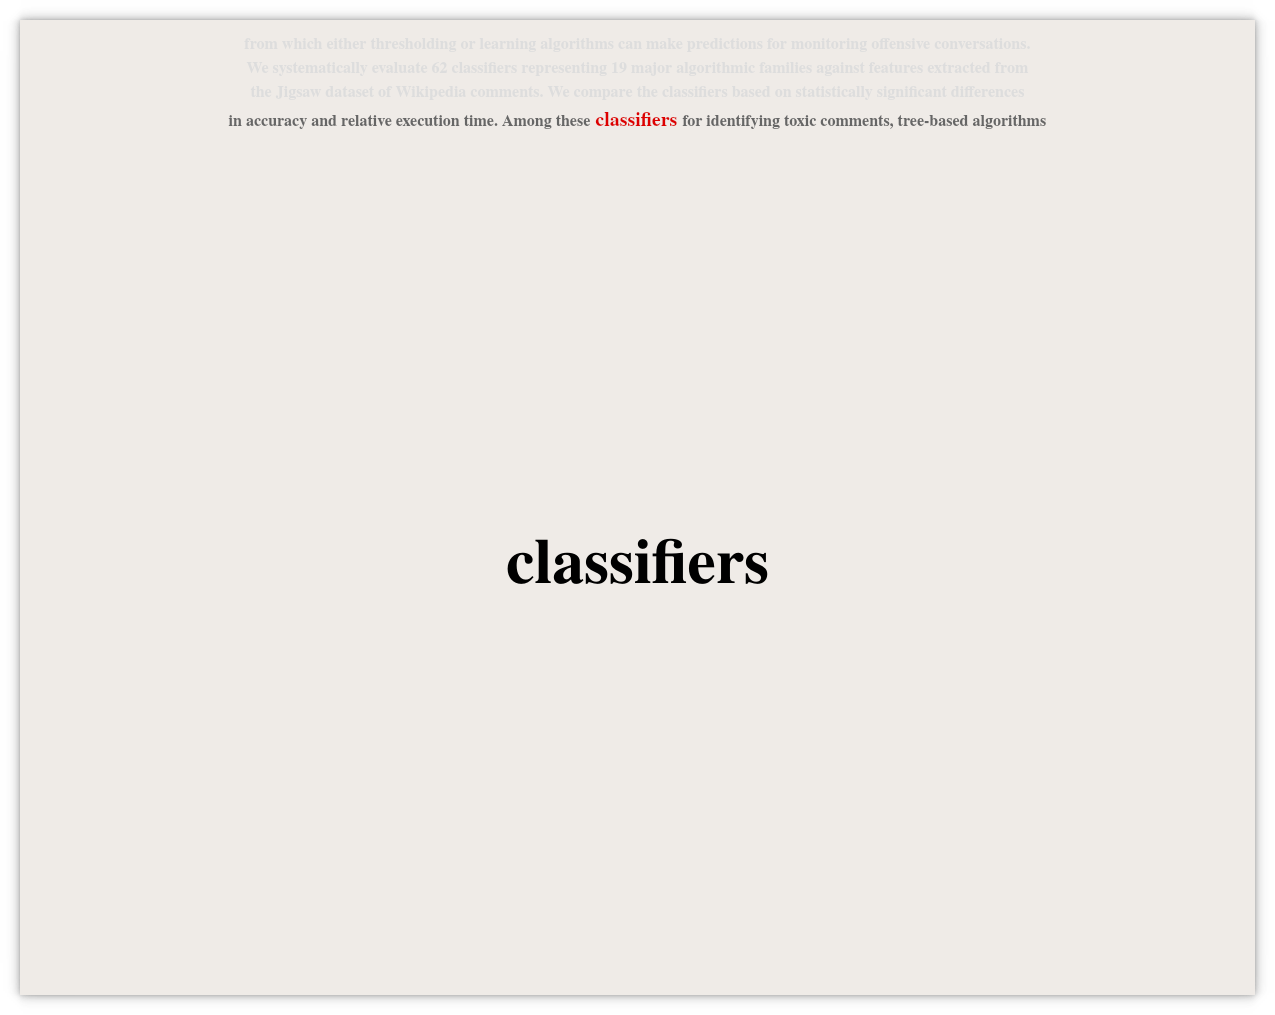 from which either thresholding or learning algorithms can make predictions for monitoring offensive conversations.
We systematically evaluate 62 classifiers representing 19 major algorithmic families against features extracted from
the Jigsaw dataset of Wikipedia comments. We compare the classifiers based on statistically significant differences
in accuracy and relative execution time. Among these classifiers for identifying toxic comments, tree-based algorithms
classifiers